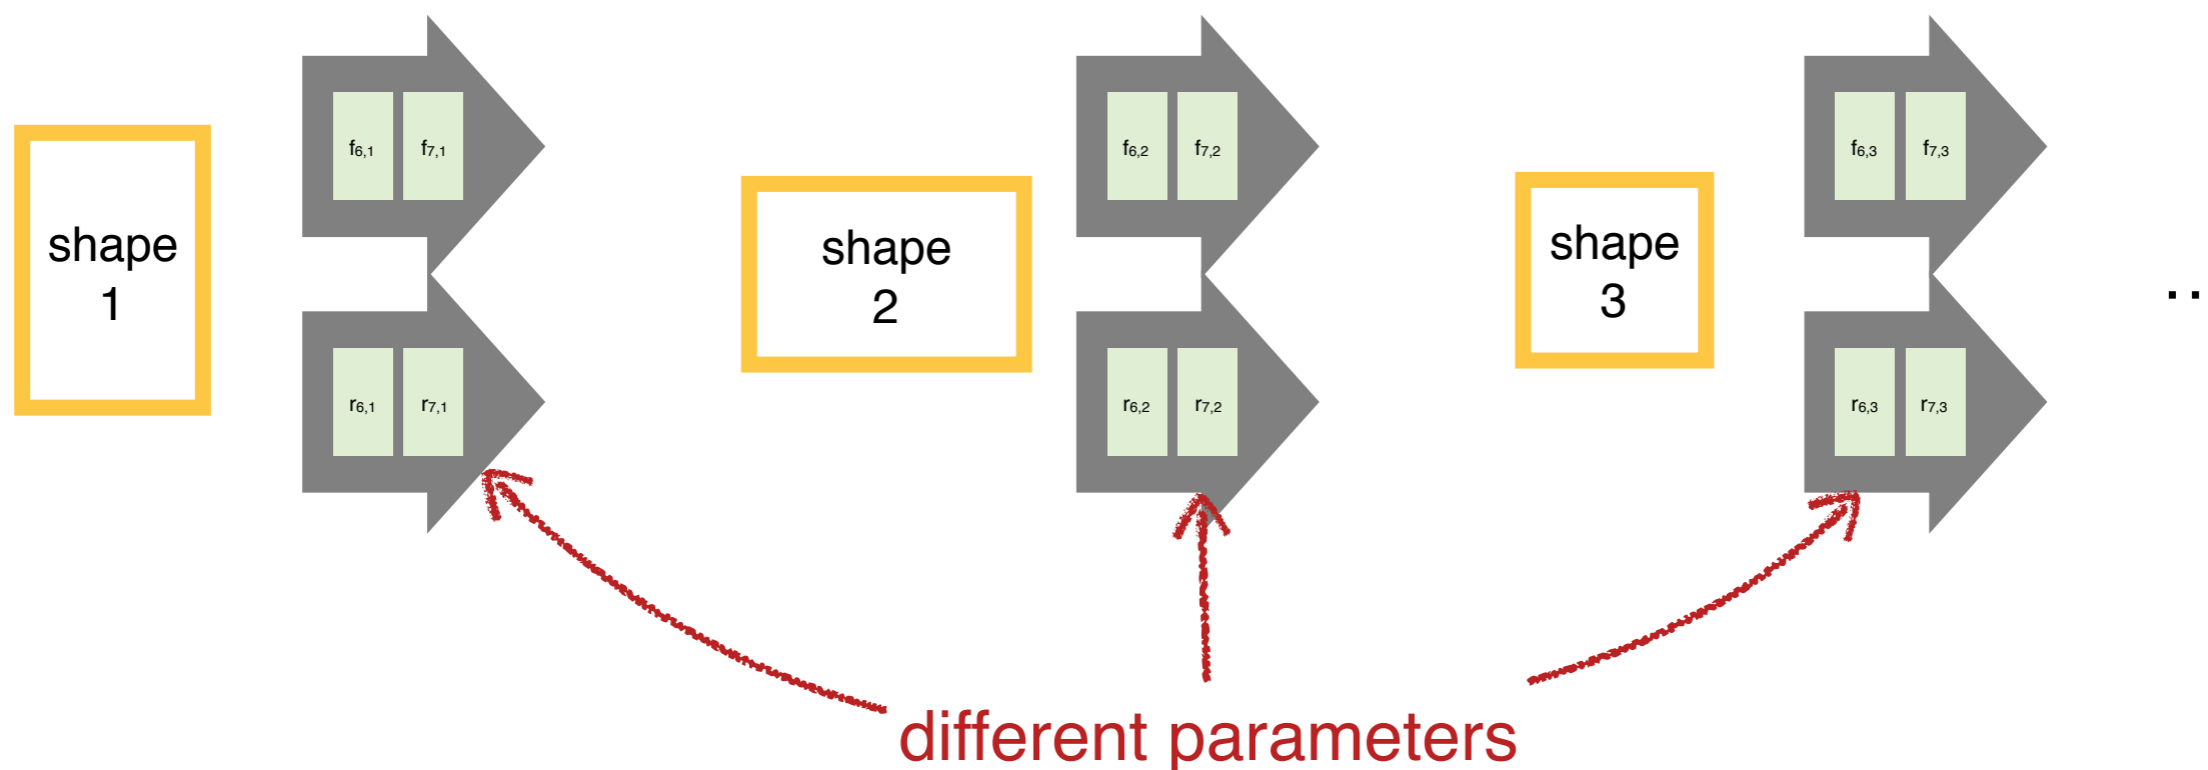 shape
1
f6,1 f7,1
r6,1 r7,1
shape
2
f6,2 f7,2
r6,2 r7,2
shape
3
f6,3 f7,3
r6,3 r7,3
..
different parameters